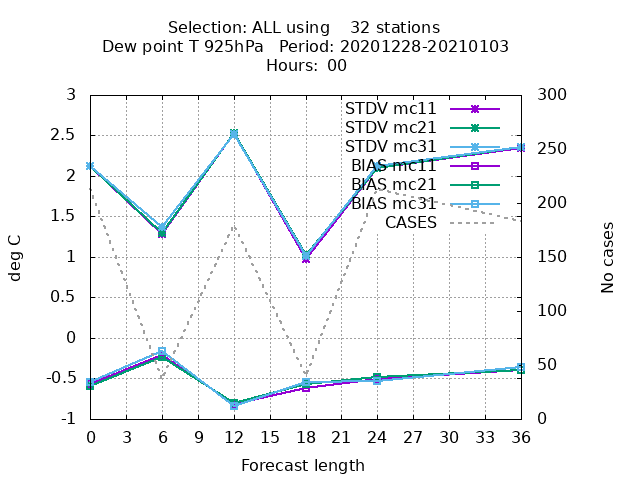 Selection: ALL using    32 stations
Dew point T 925hPa   Period: 20201228-20210103
Hours: 00
3
2.5
2
1.5
1
0.5
0
-0.5
-1
deg C
300
250
200
150
100
50
0
No cases
STDV mc11
STDV mc21
STDV mc31
BIAS mc11
BIAS mc21
BIAS mc31
CASES
0 3 6 9 12 15 18 21 24 27 30 33 36
Forecast length